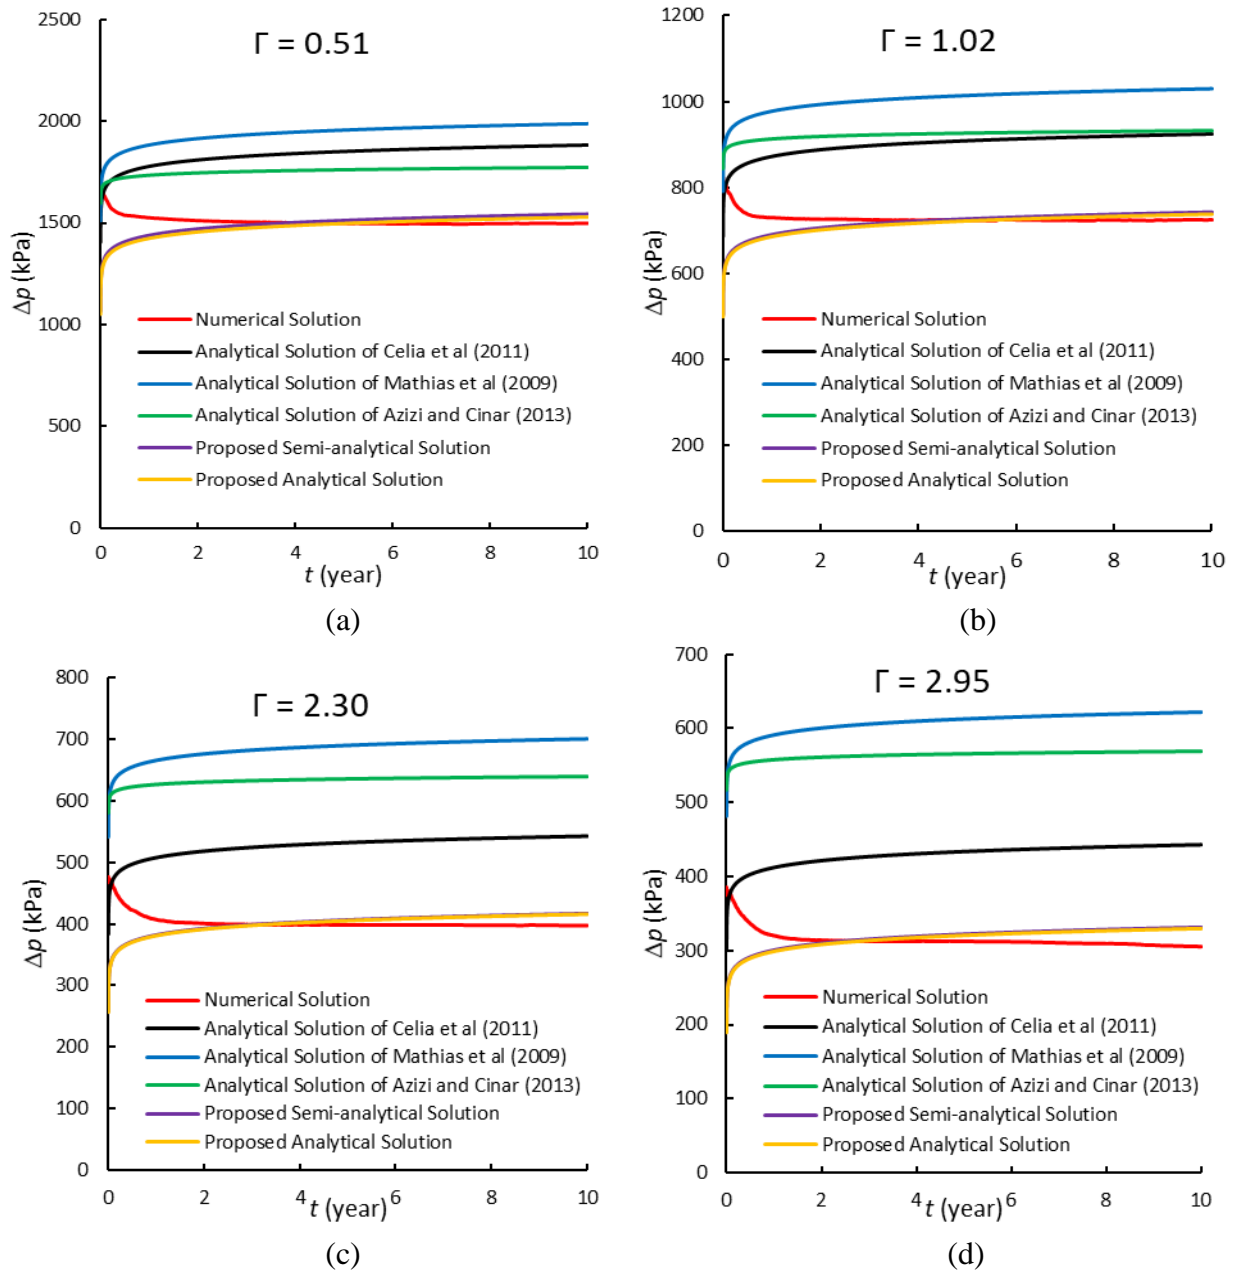 Γ = 0.51
2500
2000
1500
1000
500
0
Δp (kPa)
Numerical Solution
Analytical Solution of Celia et al (2011)
Analytical Solution of Mathias et al (2009)
Analytical Solution of Azizi and Cinar (2013)
Proposed Semi-analytical Solution
Proposed Analytical Solution
0 2 4 6 8 10
t (year)
(a)
Γ = 1.02
1200
1000
800
600
400
200
0
Δp (kPa)
Numerical Solution
Analytical Solution of Celia et al (2011)
Analytical Solution of Mathias et al (2009)
Analytical Solution of Azizi and Cinar (2013)
Proposed Semi-analytical Solution
Proposed Analytical Solution
0 2 4 6 8 10
t (year)
(b)
Γ = 2.30
800
700
600
500
400
300
200
100
0
Δp (kPa)
Numerical Solution
Analytical Solution of Celia et al (2011)
Analytical Solution of Mathias et al (2009)
Analytical Solution of Azizi and Cinar (2013)
Proposed Semi-analytical Solution
Proposed Analytical Solution
0 2 4 6 8 10
t (year)
(c)
Γ = 2.95
700
600
500
400
300
200
100
0
Δp (kPa)
Numerical Solution
Analytical Solution of Celia et al (2011)
Analytical Solution of Mathias et al (2009)
Analytical Solution of Azizi and Cinar (2013)
Proposed Semi-analytical Solution
Proposed Analytical Solution
0 2 4 6 8 10
t (year)
(d)